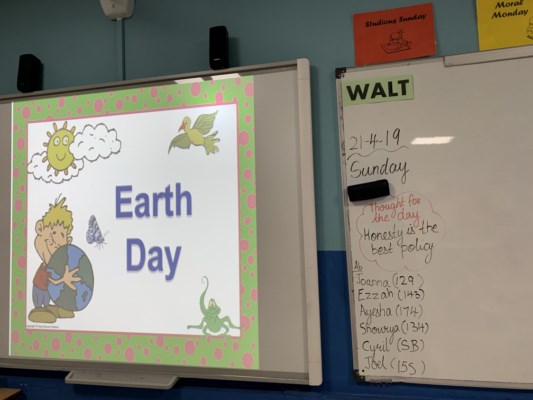 Earth
Day
Studious Sunday
Moral
Monday
WALT
21-4-19
Sunday
Thought for
the day
Honesty is the
best policy
Ab
Joanna (129)
Ezzah (143)
Ayesha (174)
Shourya (134)
Cyril (SB)
Joel (155)